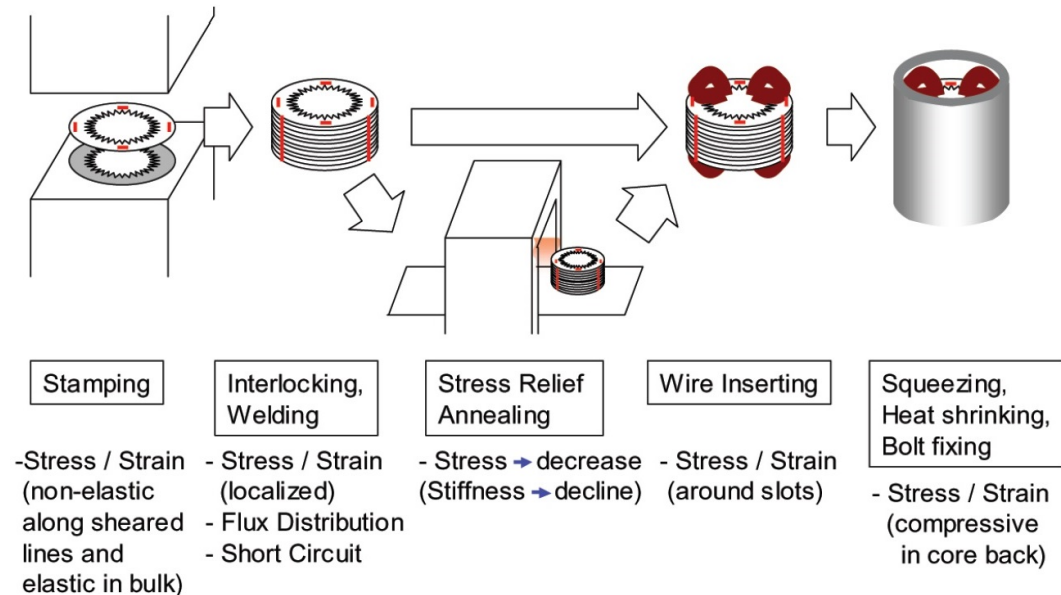 Stamping
-Stress / Strain
(non-elastic
along sheared
lines and
elastic in bulk)
Interlocking,
Welding
- Stress / Strain
(localized)
- Flux Distribution
- Short Circuit
Stress Relief
Annealing
- Stress → decrease
(Stiffness → decline)
Wire Inserting
- Stress / Strain
(around slots)
Squeezing,
Heat shrinking,
Bolt fixing
- Stress / Strain
(compressive
in core back)